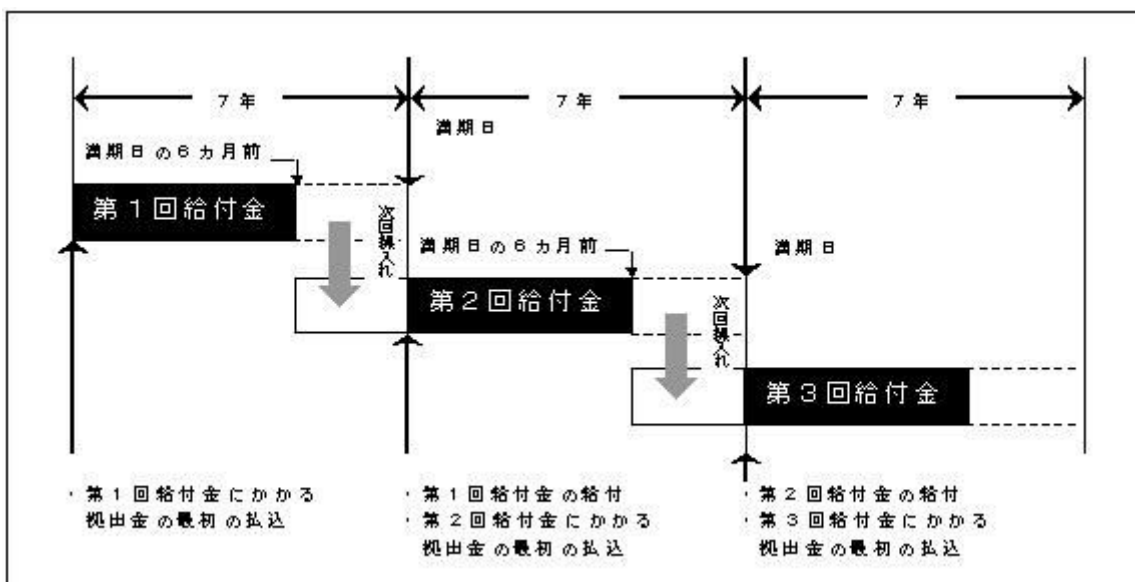 7年
7年
7年
満期日
満期日の6カ月前
第1回給付金
次回繰入れ
満期日の6カ月前
満期日
第2回給付金
次回繰入れ
第3回給付金
・第1回給付金にかかる
拠出金の最初の払込
・第1回給付金の給付
・第2回給付金にかかる
拠出金の最初の払込
・第2回給付金の給付
・第3回給付金にかかる
拠出金の最初の払込